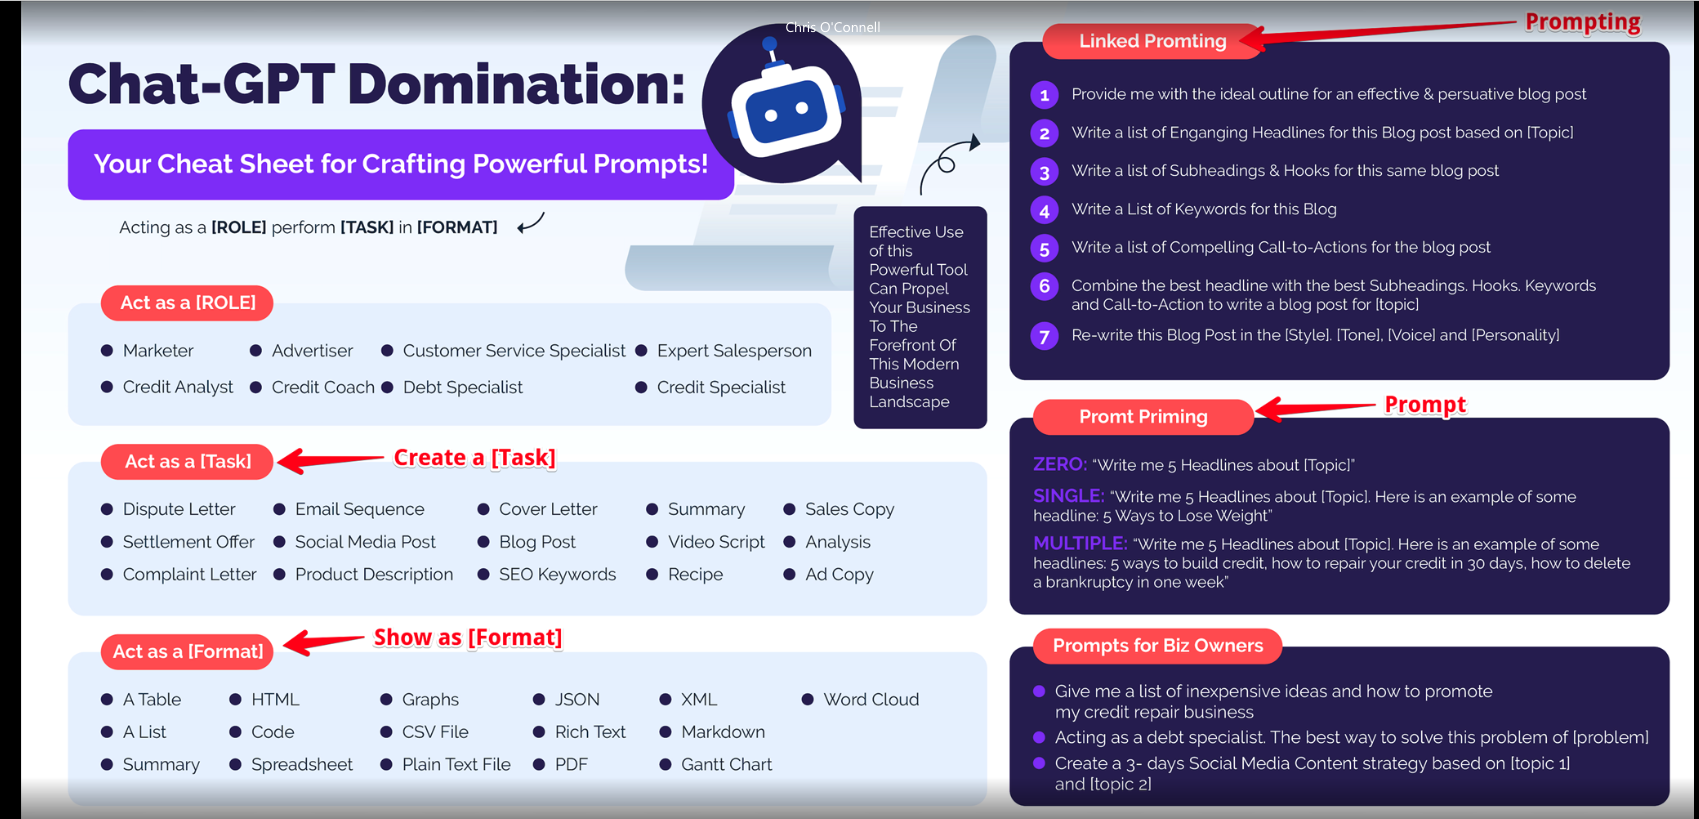 Chris O'Connell
Chat-GPT Domination:
Your Cheat Sheet for Crafting Powerful Prompts!
Acting as a [ROLE] perform [TASK] in [FORMAT]
Effective Use
of this
Powerful Tool
Can Propel
Your Business
To The
Forefront Of
This Modern
Business
Landscape
Act as a [ROLE]
Marketer Advertiser Customer Service Specialist Expert Salesperson
Credit Analyst Credit Coach Debt Specialist Credit Specialist
Act as a [Task]
Create a [Task]
Dispute Letter Email Sequence Cover Letter Summary Sales Copy
Settlement Offer Social Media Post Blog Post Video Script Analysis
Complaint Letter Product Description SEO Keywords Recipe Ad Copy
Act as a [Format]
Show as [Format]
A Table HTML Graphs JSON XML Word Cloud
A List Code CSV File Rich Text Markdown
Summary Spreadsheet Plain Text File PDF Gantt Chart
Linked Promting
Prompting
1 Provide me with the ideal outline for an effective & persuative blog post
2 Write a list of Enganging Headlines for this Blog post based on [Topic]
3 Write a list of Subheadings & Hooks for this same blog post
4 Write a List of Keywords for this Blog
5 Write a list of Compelling Call-to-Actions for the blog post
6 Combine the best headline with the best Subheadings. Hooks. Keywords
and Call-to-Action to write a blog post for [topic]
7 Re-write this Blog Post in the [Style]. [Tone], [Voice] and [Personality]
Promt Priming
Prompt
ZERO: “Write me 5 Headlines about [Topic]”
SINGLE: “Write me 5 Headlines about [Topic]. Here is an example of some
headline: 5 Ways to Lose Weight”
MULTIPLE: “Write me 5 Headlines about [Topic]. Here is an example of some
headlines: 5 ways to build credit, how to repair your credit in 30 days, how to delete
a brankruptcy in one week”
Prompts for Biz Owners
Give me a list of inexpensive ideas and how to promote
my credit repair business
Acting as a debt specialist. The best way to solve this problem of [problem]
Create a 3- days Social Media Content strategy based on [topic 1]
and [topic 2]